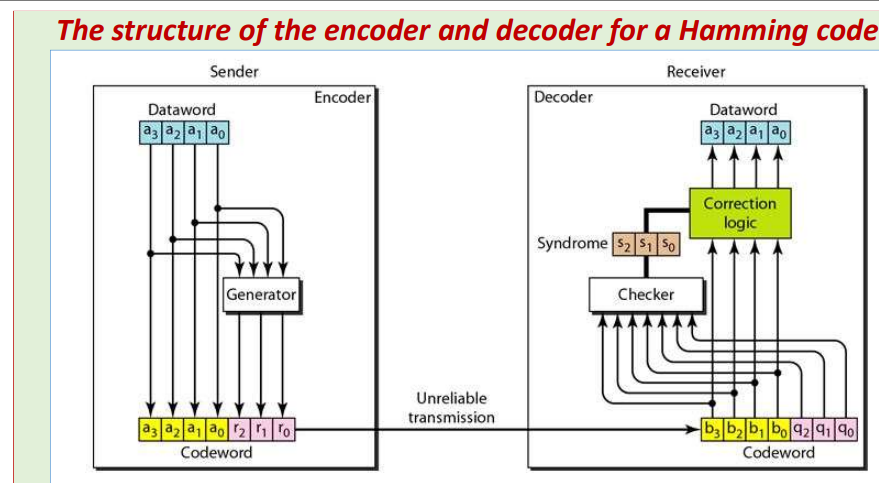 The structure of the encoder and decoder for a Hamming code
Sender
Receiver
Encoder
Decoder
Dataword
a3 a2 a1 a0
Dataword
a3 a2 a1 a0
Correction
logic
Syndrome s2 s1 s0
Generator
Checker
Unreliable
transmission
a3 a2 a1 a0 r2 r1 r0
Codeword
b3 b2 b1 b0 q2 q1 q0
Codeword